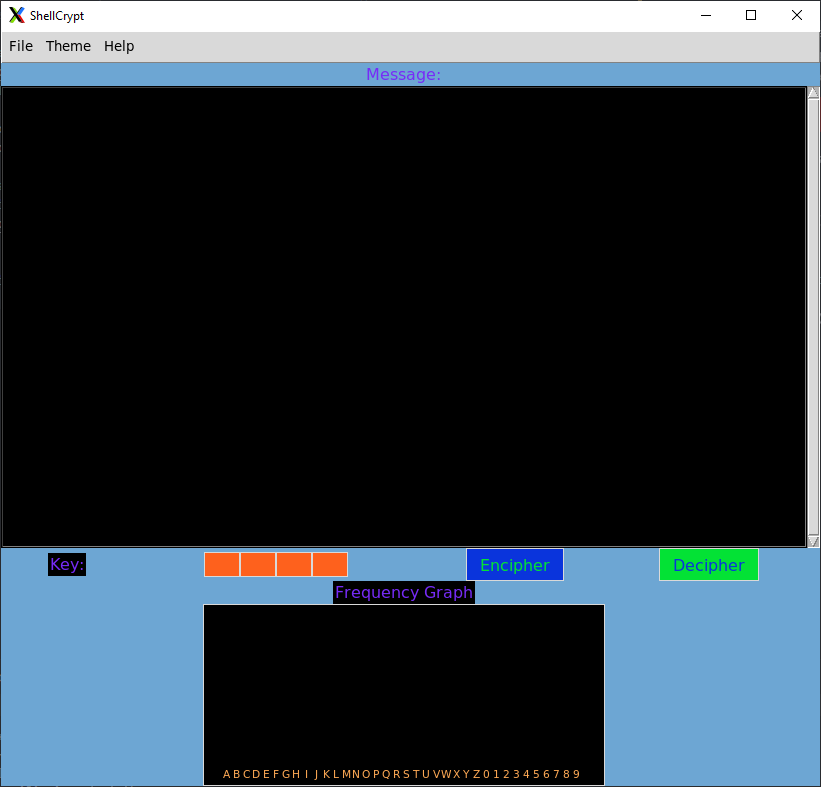 ShellCrypt
File Theme Help
Message:
Key: Encipher Decipher
Frequency Graph
A B C D E F G H I J K L M N O P Q R S T U V W X Y Z 0 1 2 3 4 5 6 7 8 9